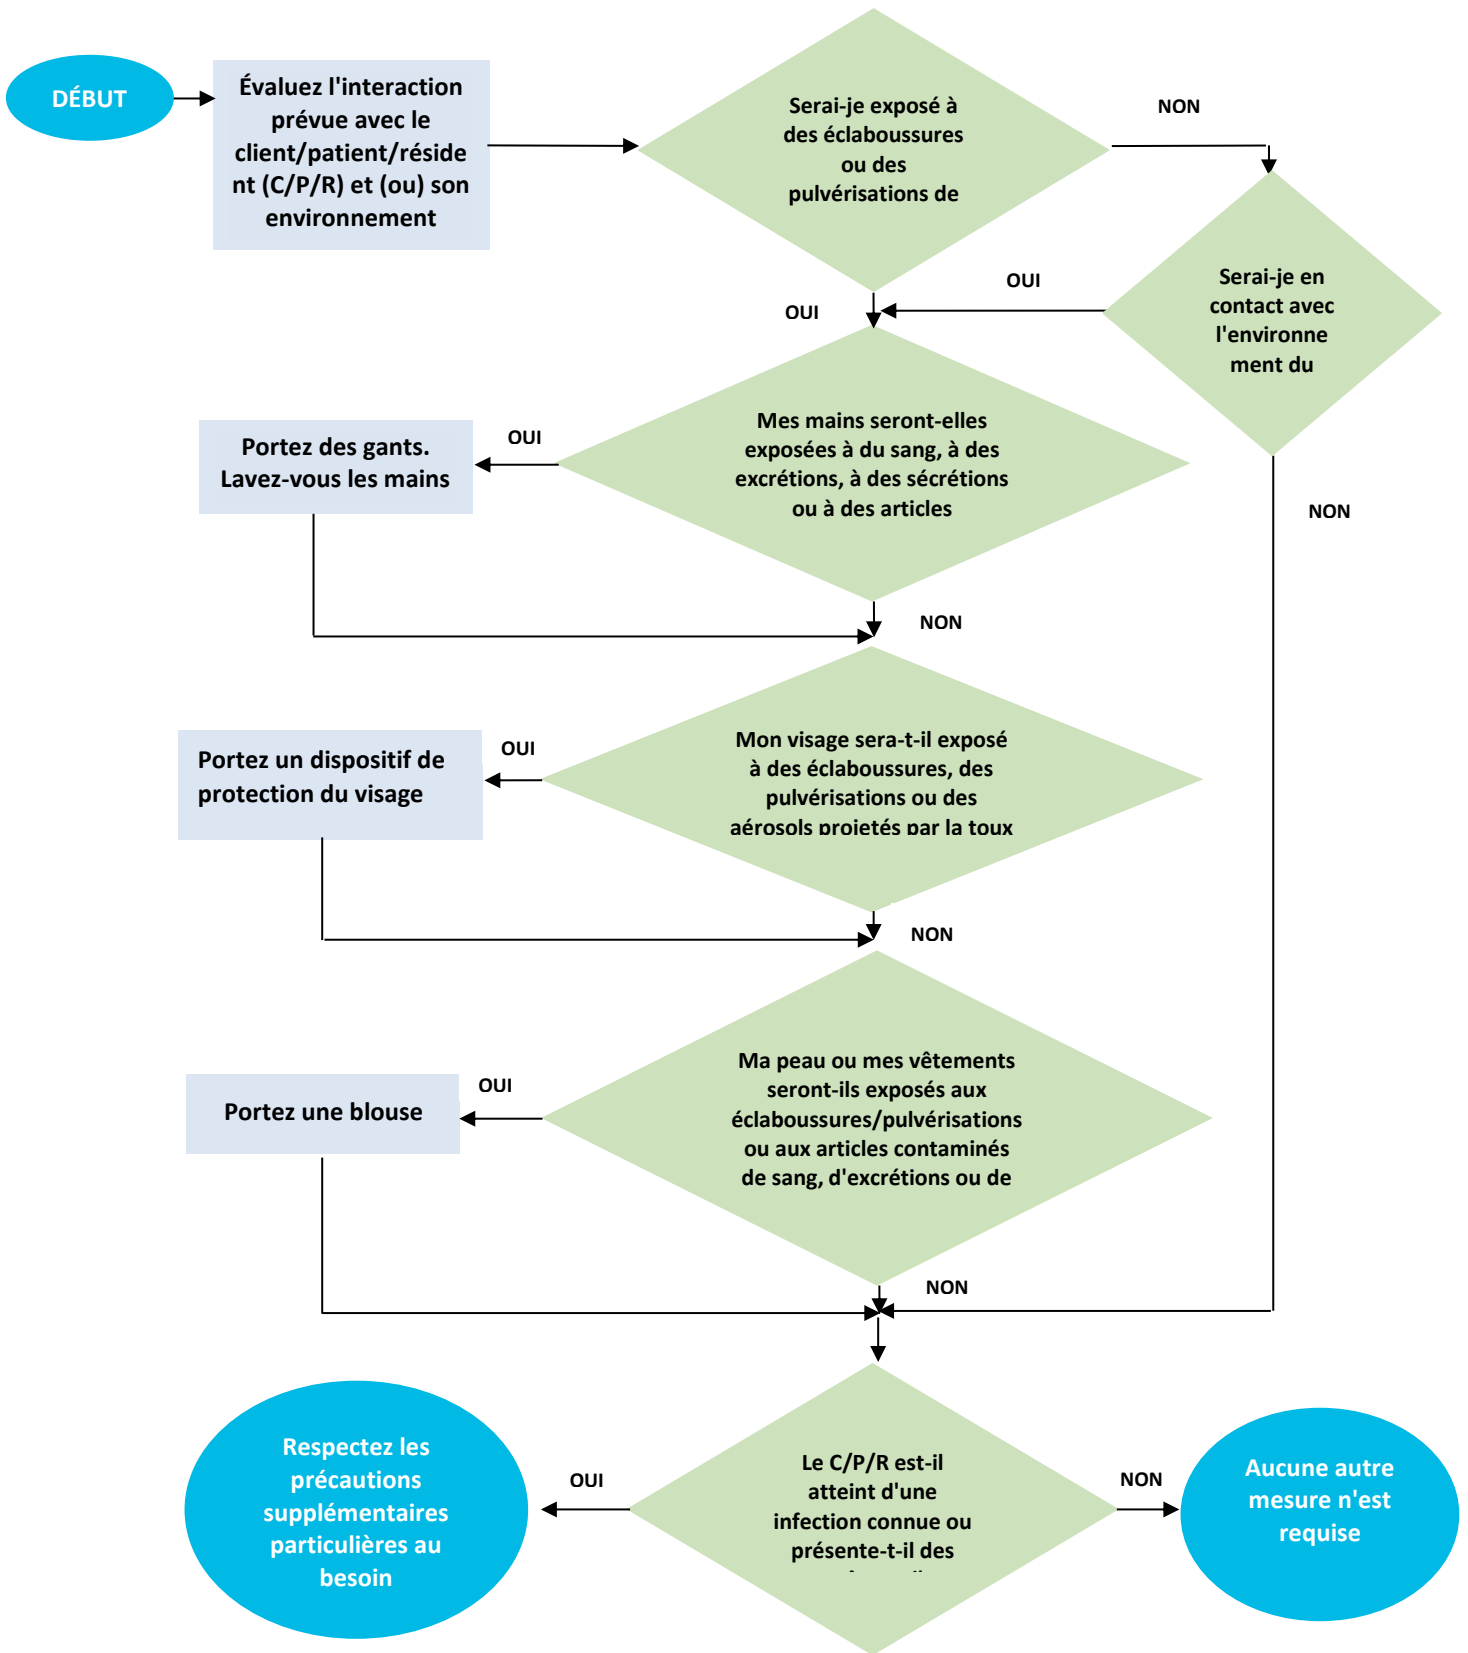 DÉBUT
Évaluez l'interaction
prévue avec le
client/patient/réside
nt (C/P/R) et (ou) son
environnement
Serai-je exposé à
des éclaboussures
ou des
pulvérisations de
NON
Serai-je en
contact avec
l'environne
ment du
OUI
OUI
Mes mains seront-elles
exposées à du sang, à des
excrétions, à des sécrétions
ou à des articles
OUI
Portez des gants.
Lavez-vous les mains
NON
NON
Mon visage sera-t-il exposé
à des éclaboussures, des
pulvérisations ou des
aérosols projetés par la toux
OUI
Portez un dispositif de
protection du visage
NON
Ma peau ou mes vêtements
seront-ils exposés aux
éclaboussures/pulvérisations
ou aux articles contaminés
de sang, d'excrétions ou de
OUI
Portez une blouse
NON
Le C/P/R est-il
atteint d'une
infection connue ou
présente-t-il des
OUI
Respectez les
précautions
supplémentaires
particulières au
besoin
NON
Aucune autre
mesure n'est
requise